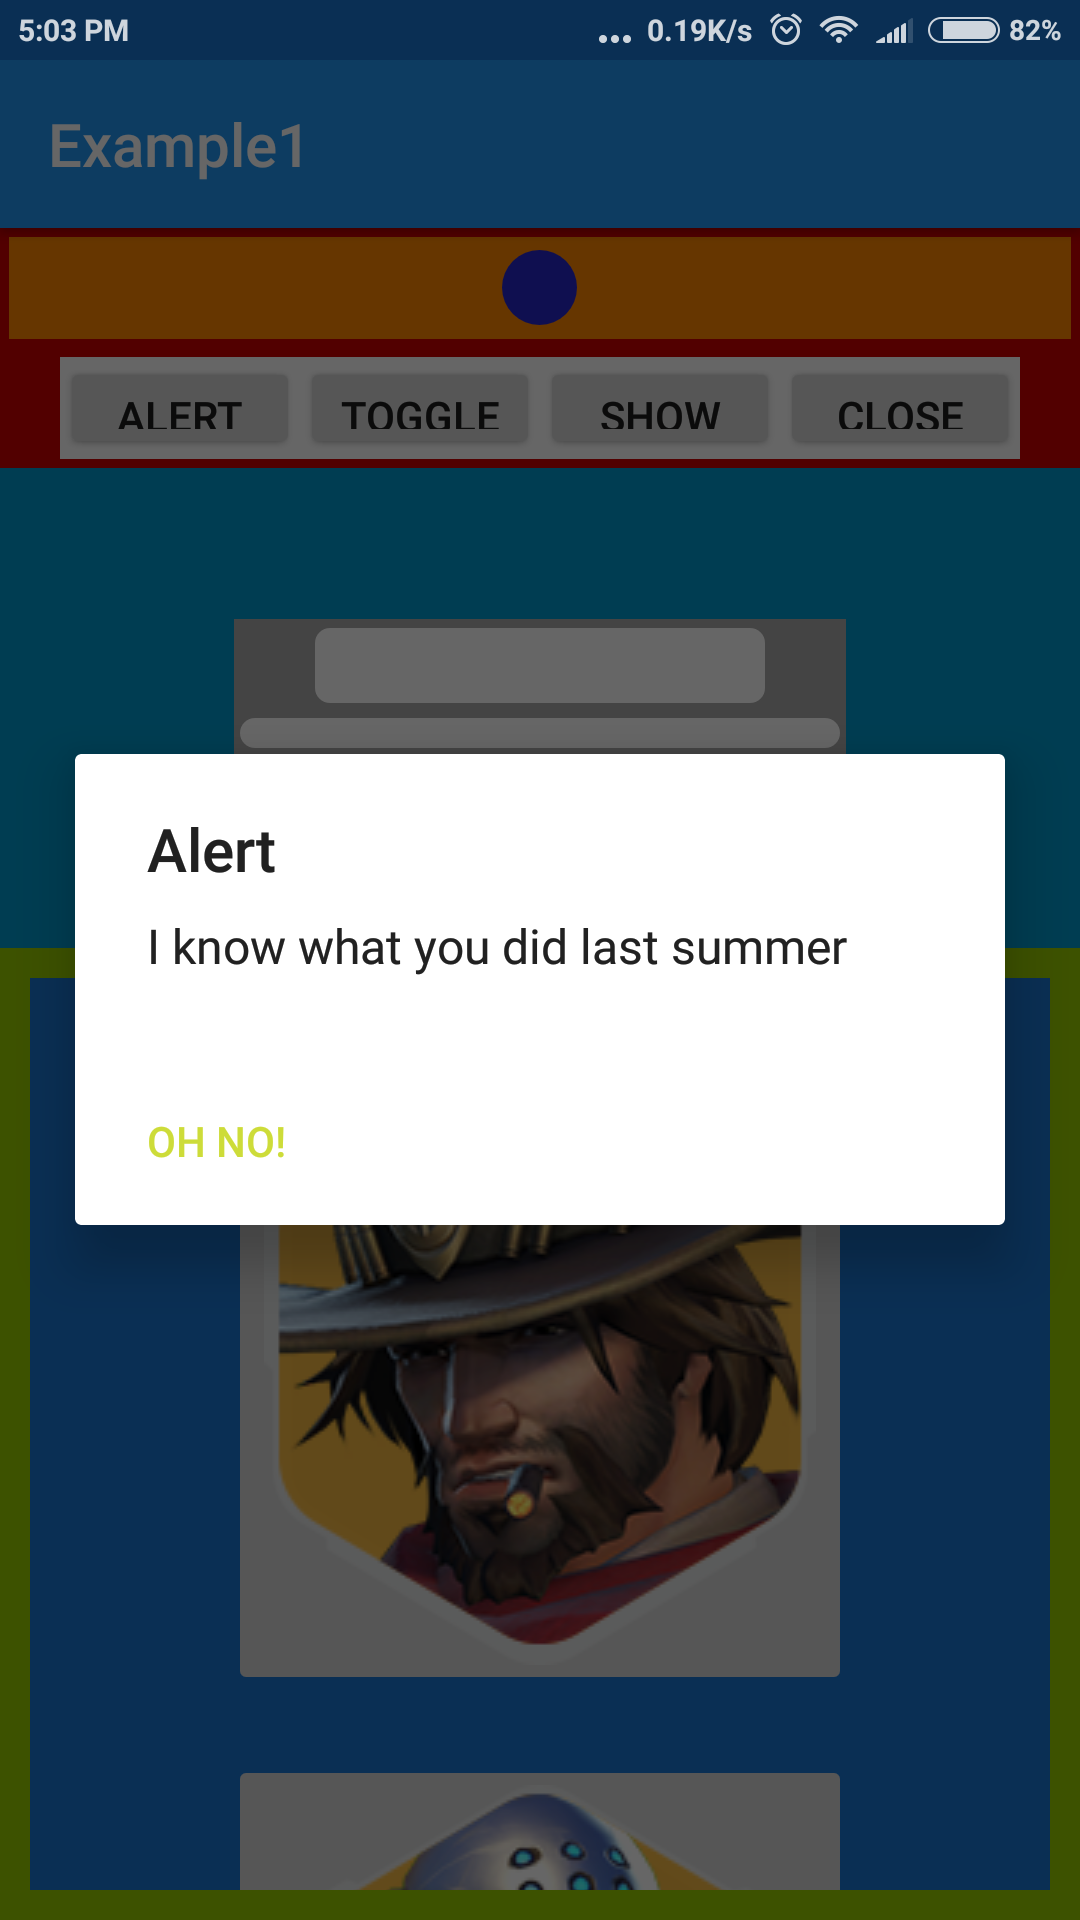 5:03 PM ... 0.19K/s 82%
Example1
ALERT TOGGLE SHOW CLOSE
Alert
I know what you did last summer
OH NO!